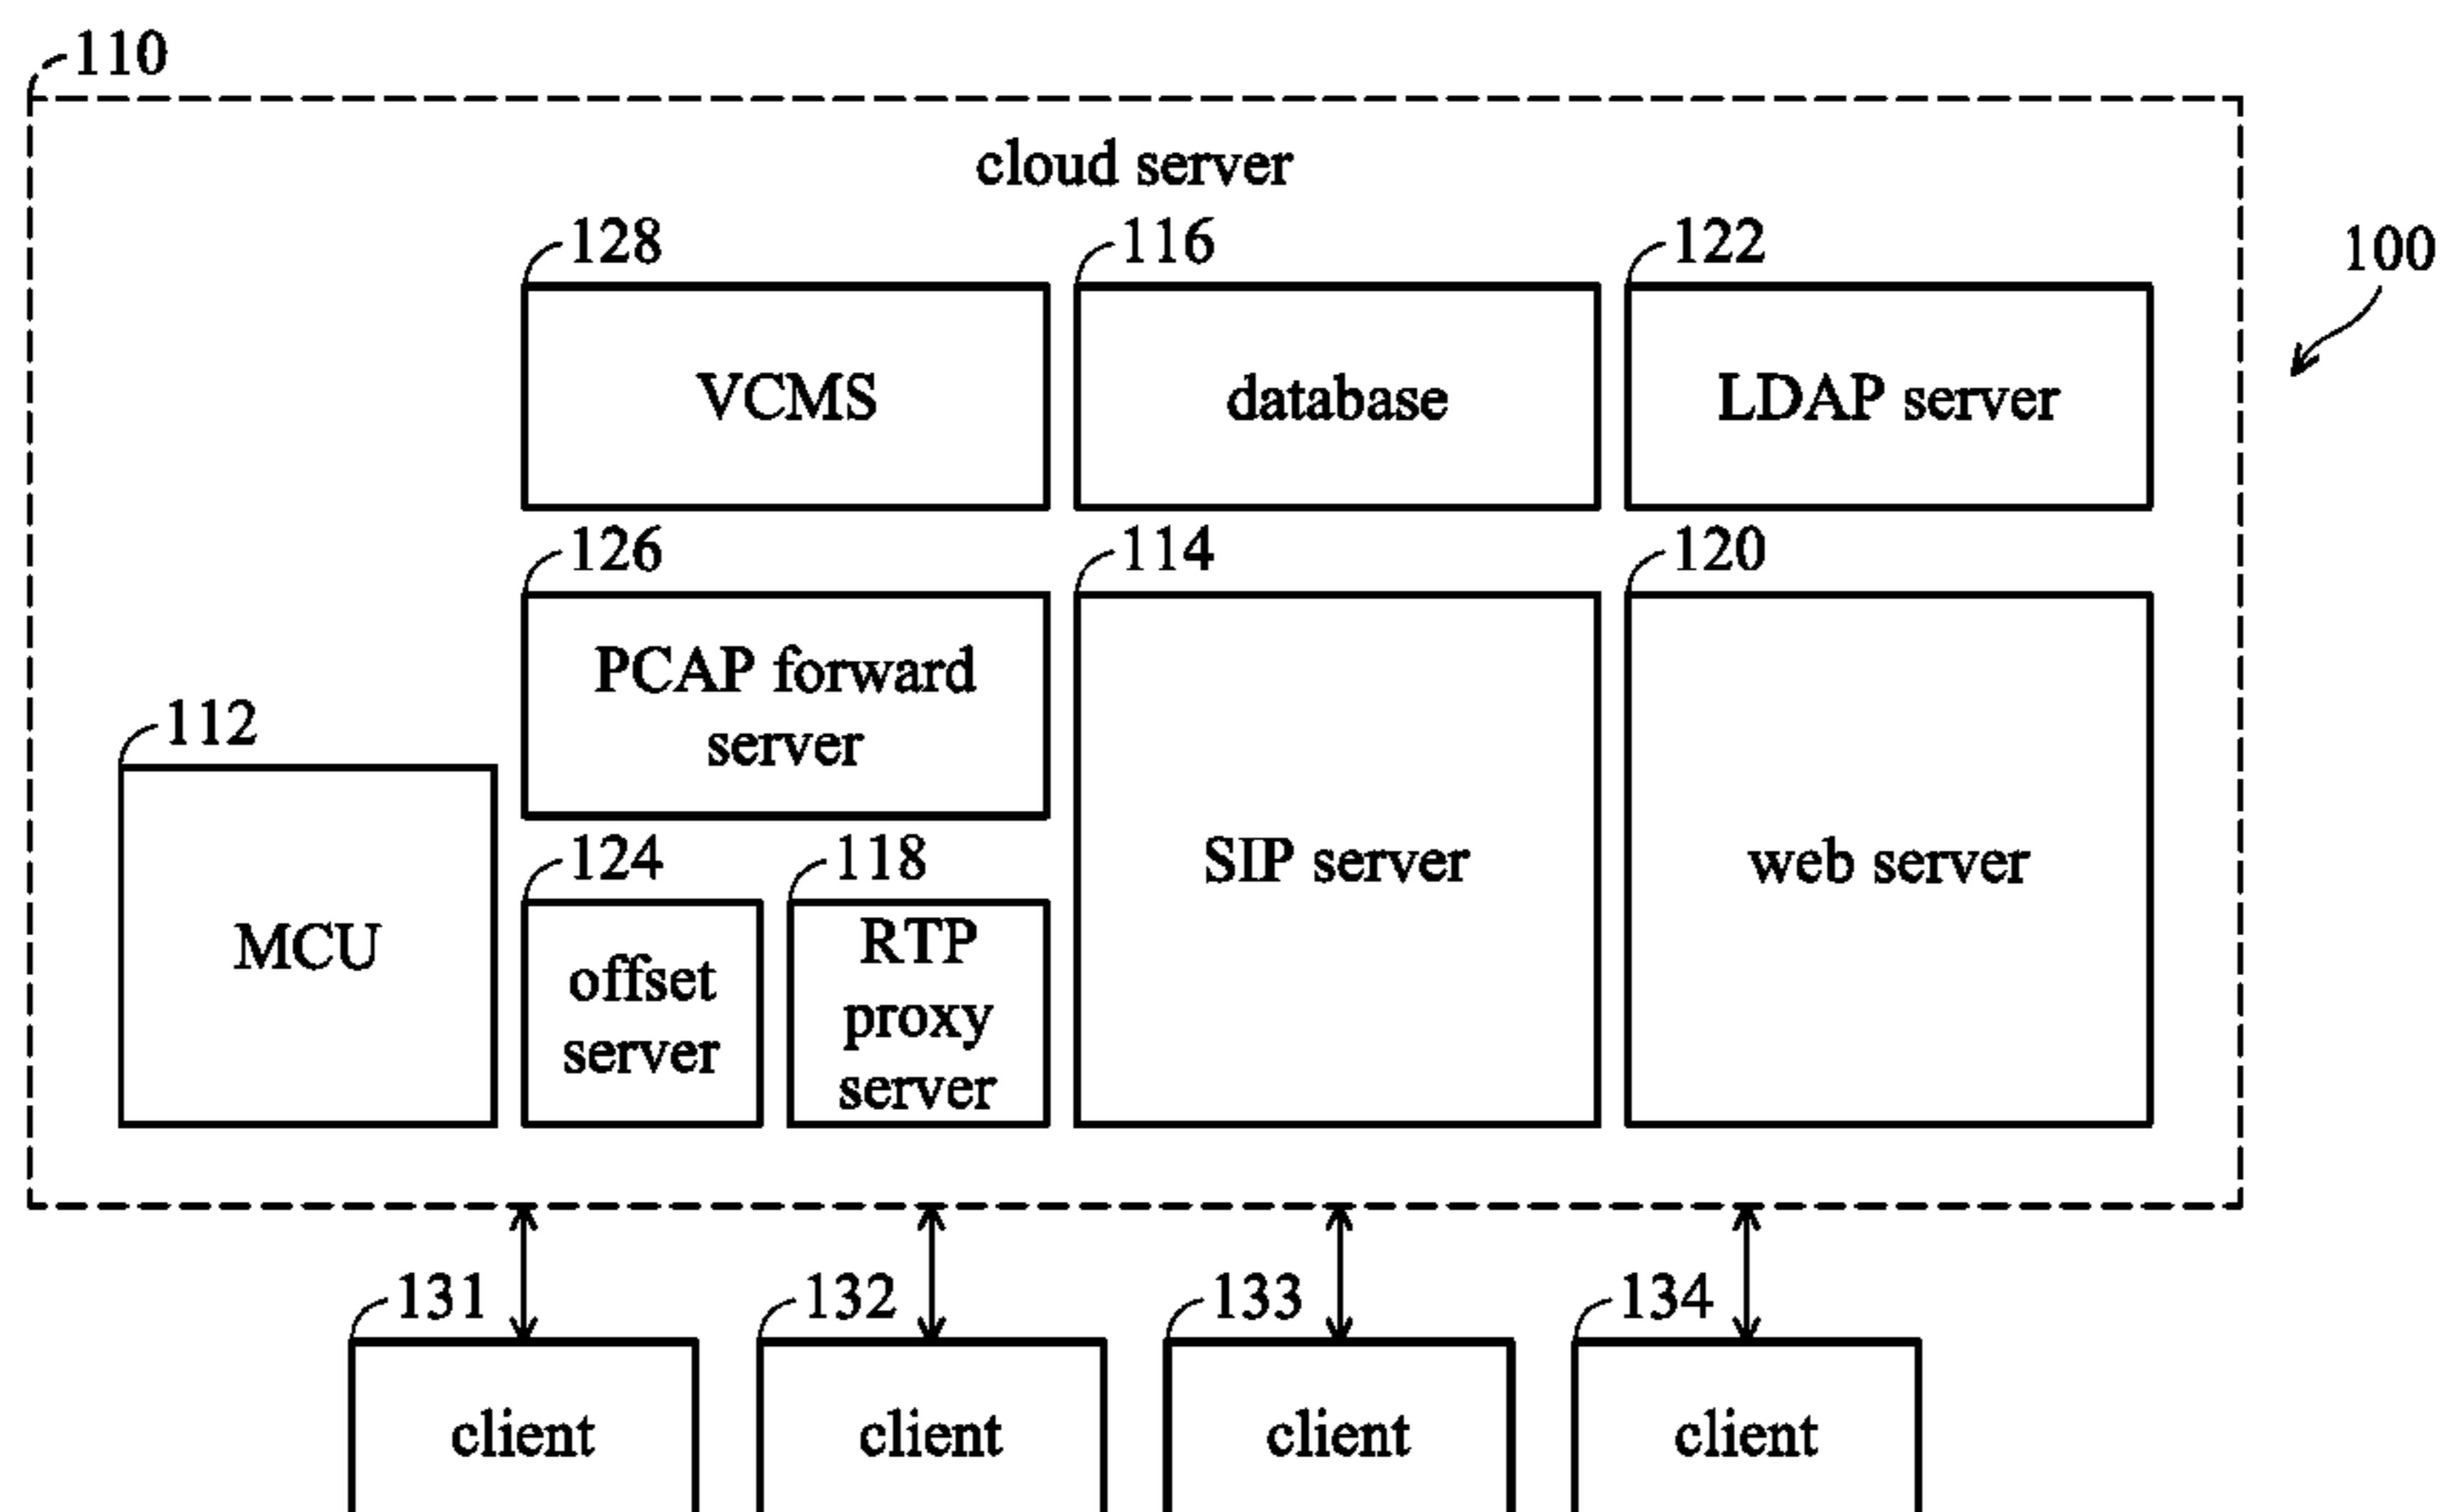 110
cloud server
100
128
116
122
VCMS
database
LDAP server
126
114
120
PCAP forward
server
SIP server
web server
112
MCU
124
118
offset
server
RTP
proxy
server
131
132
133
134
client
client
client
client